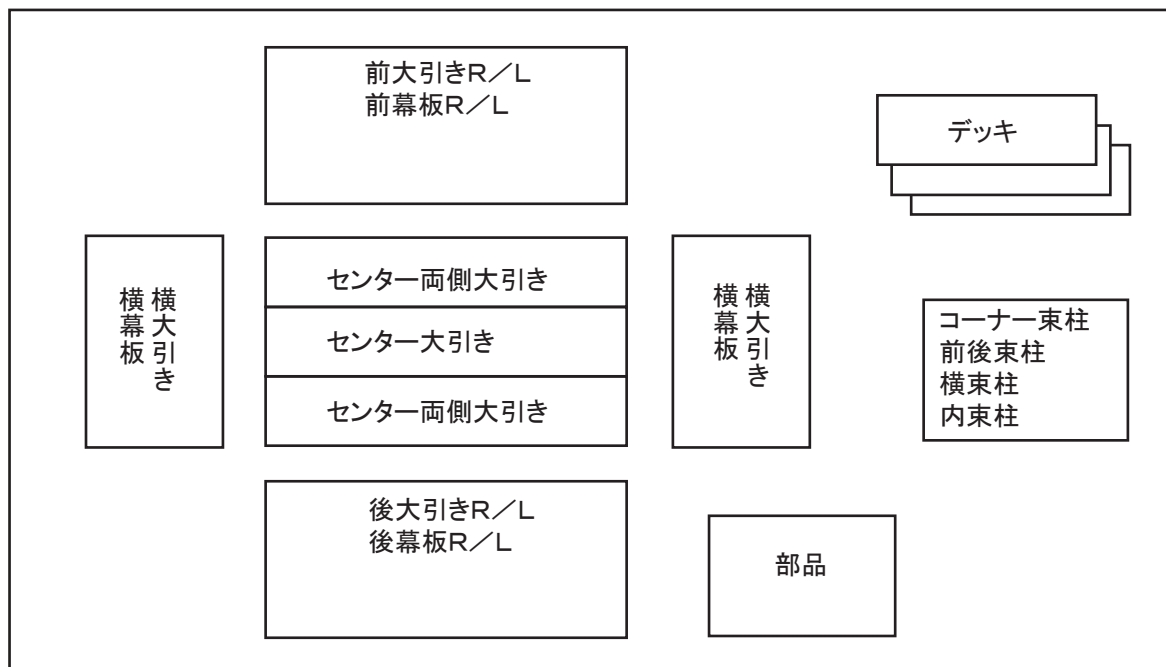 前大引きR／L
前幕板R／L
デッキ
横大引き
横幕板
センター両側大引き
センター大引き
センター両側大引き
横大引き
横幕板
コーナー束柱
前後束柱
横束柱
内束柱
後大引きR／L
後幕板R／L
部品